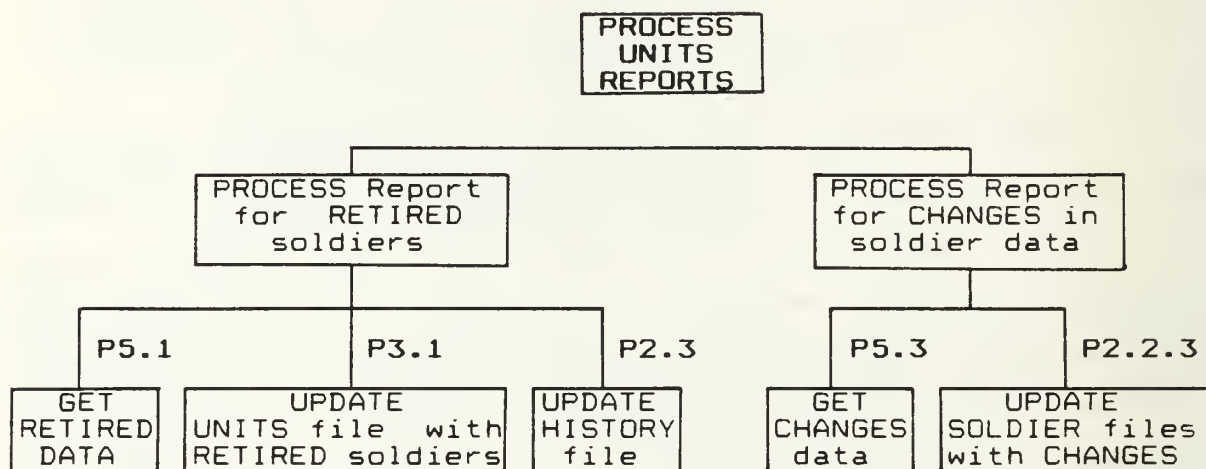 PROCESS
UNITS
REPORTS
PROCESS Report
for RETIRED
soldiers
PROCESS Report
for CHANGES in
soldier data
P5.1
P3.1
P2.3
P5.3
P2.2.3
GET
RETIRED
DATA
UPDATE
UNITS file with
RETIRED soldiers
UPDATE
HISTORY
file
GET
CHANGES
data
UPDATE
SOLDIER files
with CHANGES